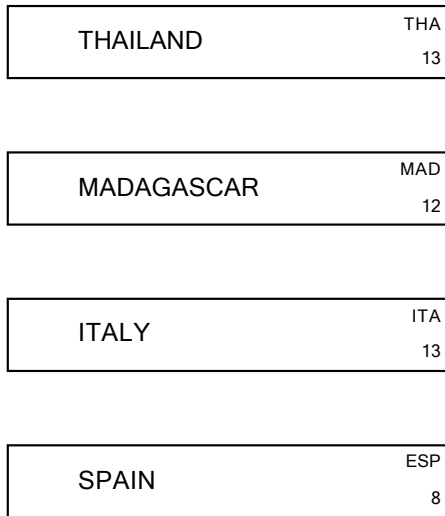 THAILAND THA
13
MADAGASCAR MAD
12
ITALY ITA
13
SPAIN ESP
8